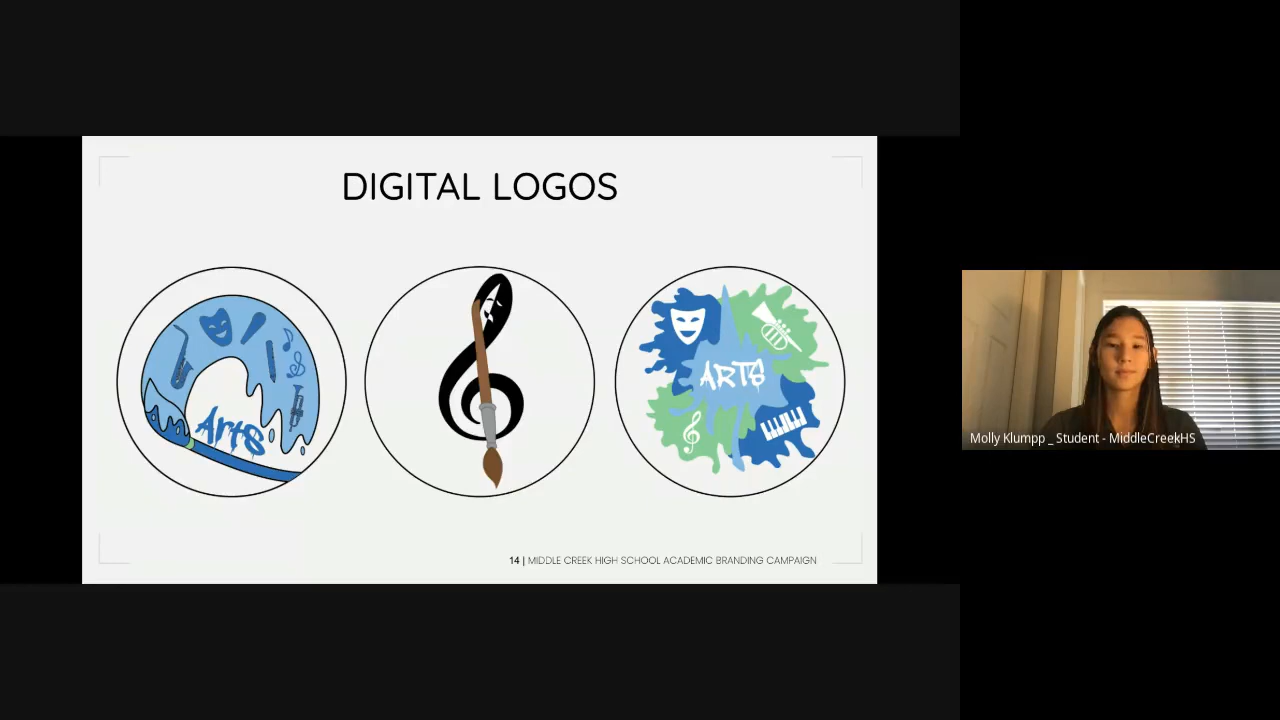 DIGITAL LOGOS
Arts
ARTS
14 | MIDDLE CREEK HIGH SCHOOL ACADEMIC BRANDING CAMPAIGN
Molly Klumpp _ Student - MiddleCreekHS